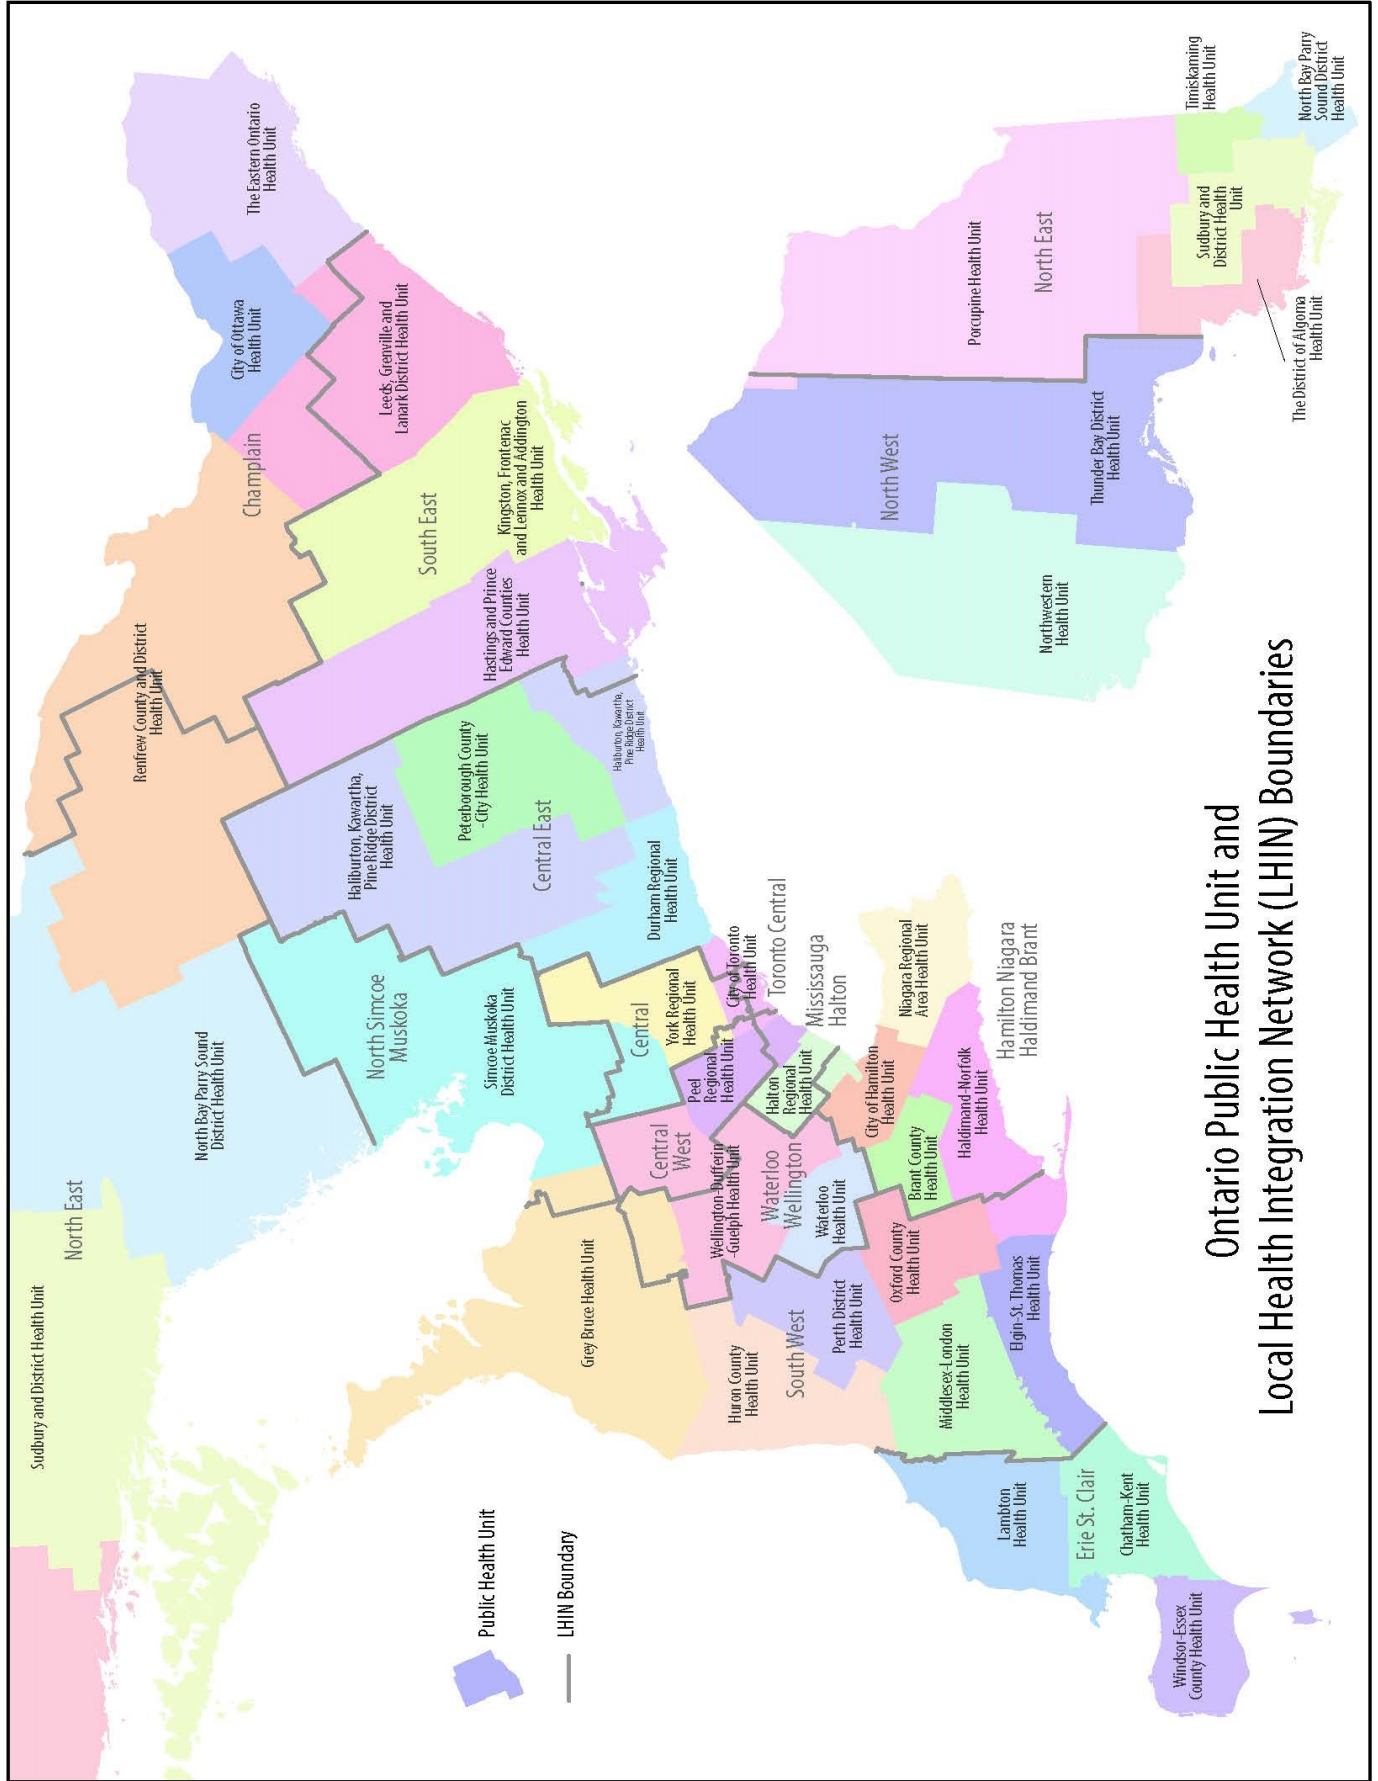 Ontario Public Health Unit and
Local Health Integration Network (LHIN) Boundaries
Public Health Unit
LHIN Boundary
Sudbury and District Health Unit
North East
North Bay Parry Sound
District Health Unit
Renfrew County and District
Health Unit
Champlain
City of Ottawa
Health Unit
The Eastern Ontario
Health Unit
Leeds, Grenville and
Lanark District Health Unit
South East
Kingston, Frontenac
and Lennox and Addington
Health Unit
Hastings and Prince
Edward Counties
Health Unit
Haliburton, Kawartha,
Pine Ridge District
Health Unit
Peterborough County
-City Health Unit
Central East
Haliburton, Kawartha,
Pine Ridge District
Health Unit
Durham Regional
Health Unit
North Simcoe
Muskoka
Simcoe Muskoka
District Health Unit
Central
York Regional
Health Unit
City of Toronto
Health Unit
Toronto Central
Mississauga
Halton
Peel
Regional
Health Unit
Halton
Regional
Health Unit
Central
West
Grey Bruce Health Unit
Wellington-Dufferin
-Guelph Health Unit
Waterloo
Wellington
Waterloo
Health Unit
City of Hamilton
Health Unit
Niagara Regional
Area Health Unit
Hamilton Niagara
Haldimand Brant
Brant County
Health Unit
Haldimand-Norfolk
Health Unit
Huron County
Health Unit
South West
Perth District
Health Unit
Oxford County
Health Unit
Middlesex-London
Health Unit
Elgin-St. Thomas
Health Unit
Lambton
Health Unit
Erie St. Clair
Chatham-Kent
Health Unit
Windsor-Essex
County Health Unit
North West
Northwestern
Health Unit
Thunder Bay District
Health Unit
Porcupine Health Unit
North East
Timiskaming
Health Unit
Sudbury and
District Health
Unit
North Bay Parry
Sound District
Health Unit
The District of Algoma
Health Unit